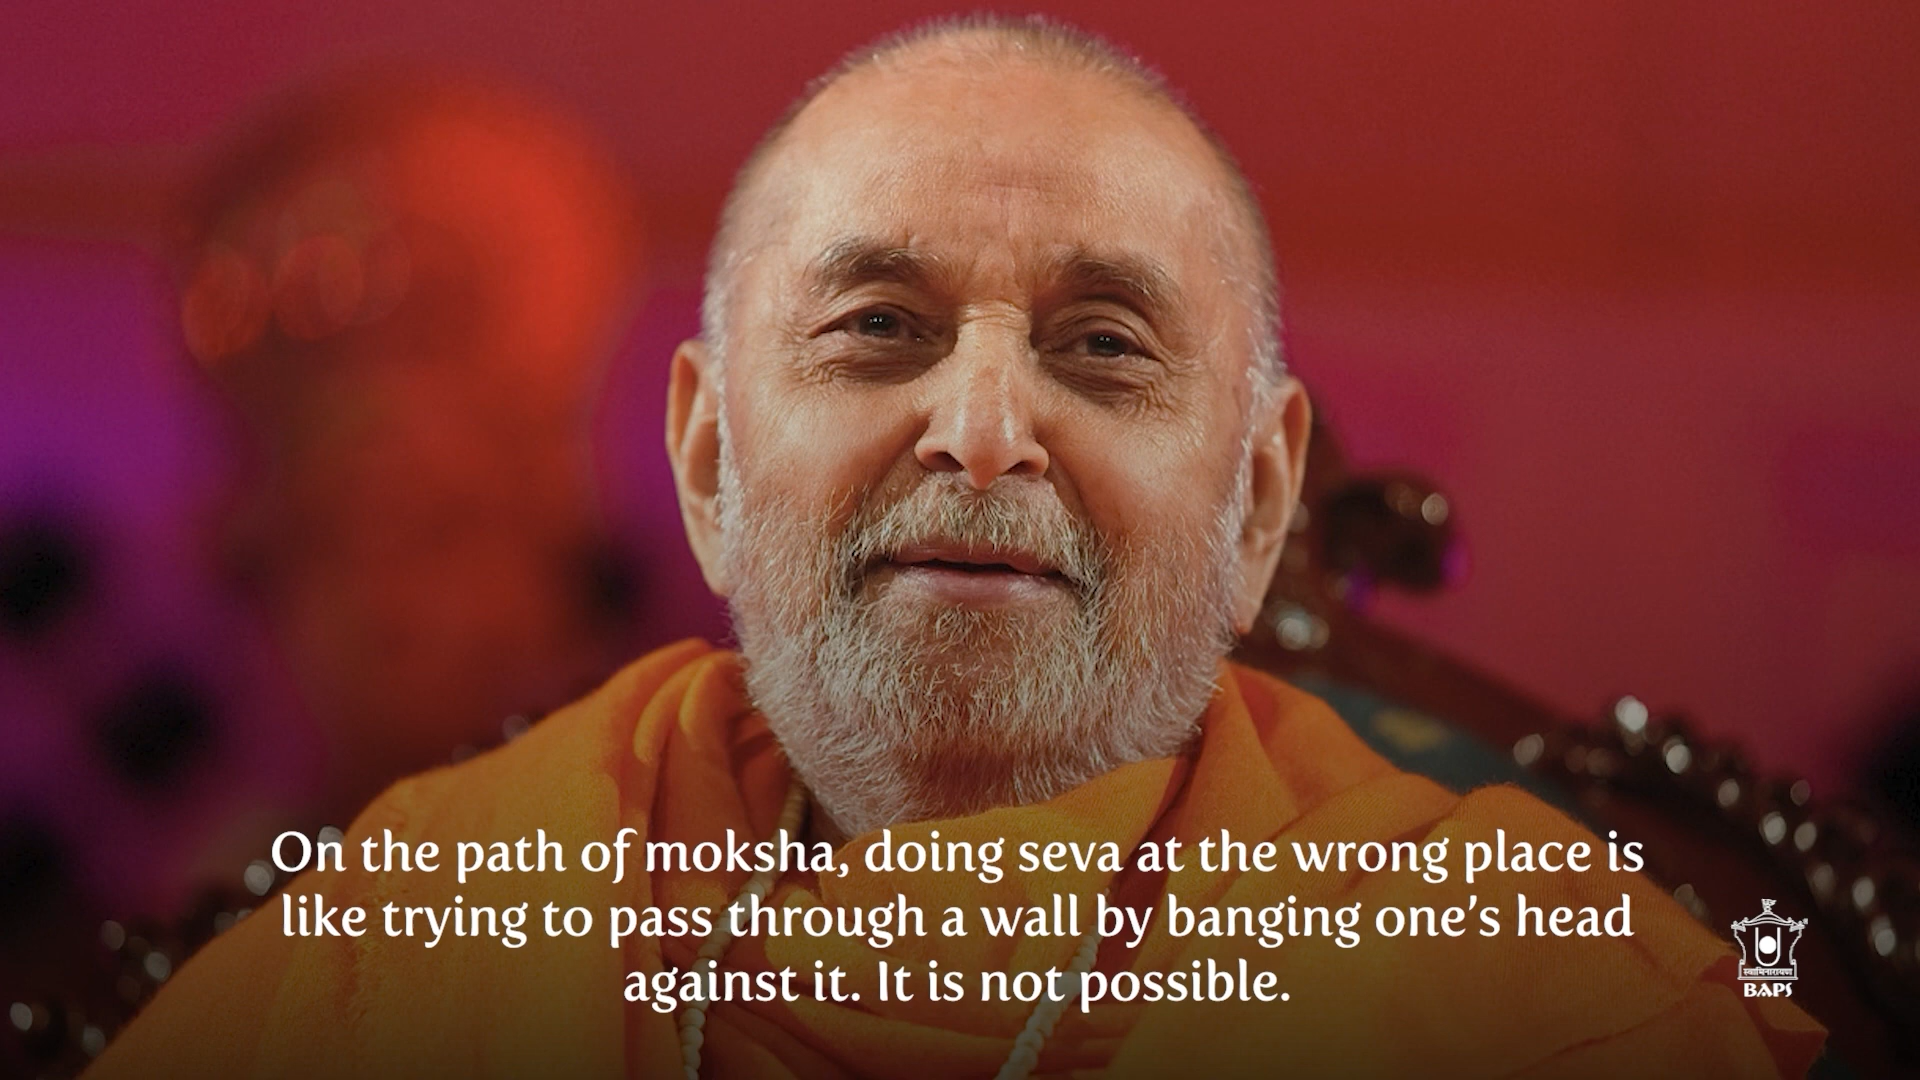 On the path of moksha, doing seva at the wrong place is
like trying to pass through a wall by banging one's head
against it. It is not possible.
स्वामिनारायण
BAPS